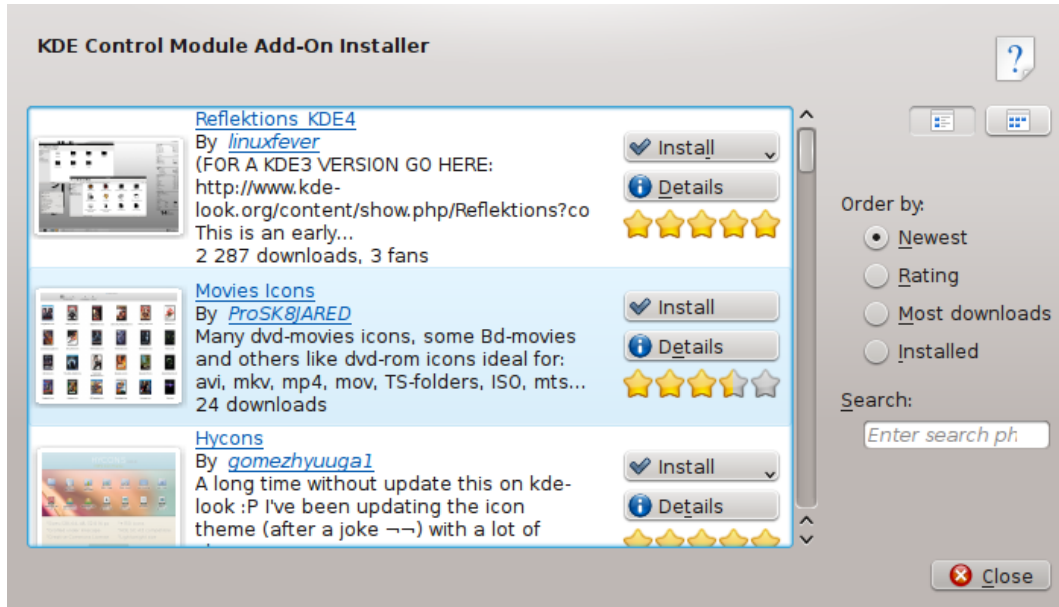 KDE Control Module Add-On Installer
?
Reflektions KDE4
By linuxfever
(FOR A KDE3 VERSION GO HERE:
http://www.kde-
look.org/content/show.php/Reflektions?co
This is an early...
2 287 downloads, 3 fans
Install
Details
Movies Icons
By ProSK8JARED
Many dvd-movies icons, some Bd-movies
and others like dvd-rom icons ideal for:
avi, mkv, mp4, mov, TS-folders, ISO, mts...
24 downloads
Install
Details
Hycons
By gomezhyuuga1
A long time without update this on kde-
look :P I've been updating the icon
theme (after a joke ¬¬) with a lot of
Install
Details
Order by:
Newest
Rating
Most downloads
Installed
Search:
Enter search ph
Close